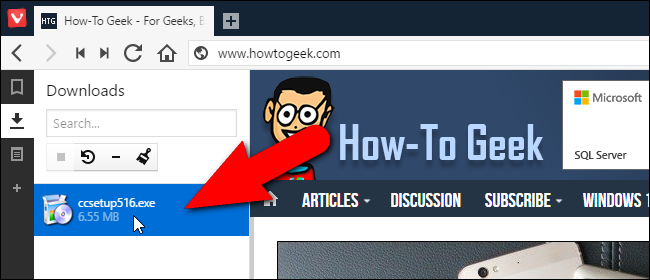 HTG How-To Geek - For Geeks, B
www.howtogeek.com
Downloads
Search...
ccsetup516.exe
6.55 MB
How-To Geek
Microsoft
SQL Server
ARTICLES DISCUSSION SUBSCRIBE WINDOWS 1